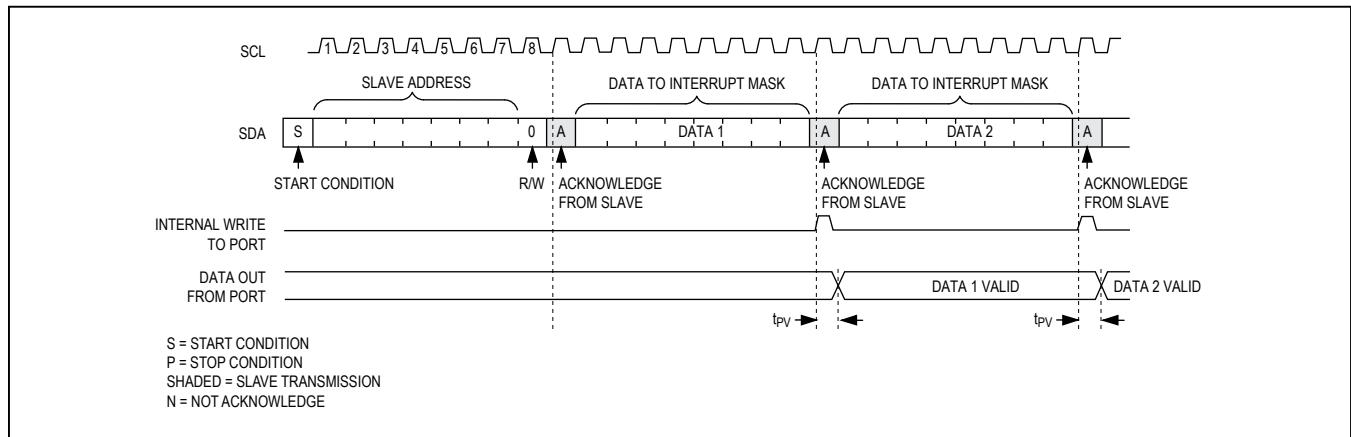 SCL 1 2 3 4 5 6 7 8
SLAVE ADDRESS DATA TO INTERRUPT MASK DATA TO INTERRUPT MASK
SDA S 0 A DATA 1 A DATA 2 A
START CONDITION R/W ACKNOWLEDGE FROM SLAVE ACKNOWLEDGE FROM SLAVE ACKNOWLEDGE FROM SLAVE
INTERNAL WRITE
TO PORT
DATA OUT
FROM PORT
DATA 1 VALID DATA 2 VALID
tPV tPV
S = START CONDITION
P = STOP CONDITION
SHADED = SLAVE TRANSMISSION
N = NOT ACKNOWLEDGE